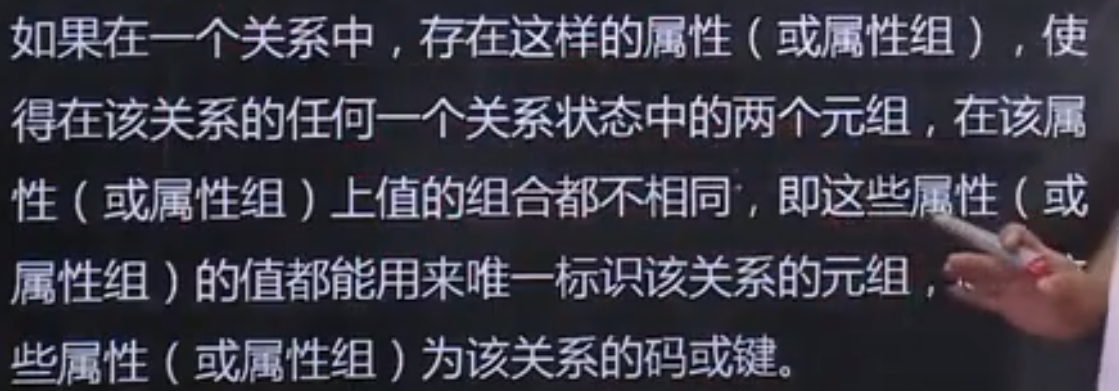 如果在一个关系中，存在这样的属性（或属性组），使
得在该关系的任何一个关系状态中的两个元组，在该属
性（或属性组）上值的组合都不相同，即这些属性（或
属性组）的值都能用来唯一标识该关系的元组，
些属性（或属性组）为该关系的码或键。